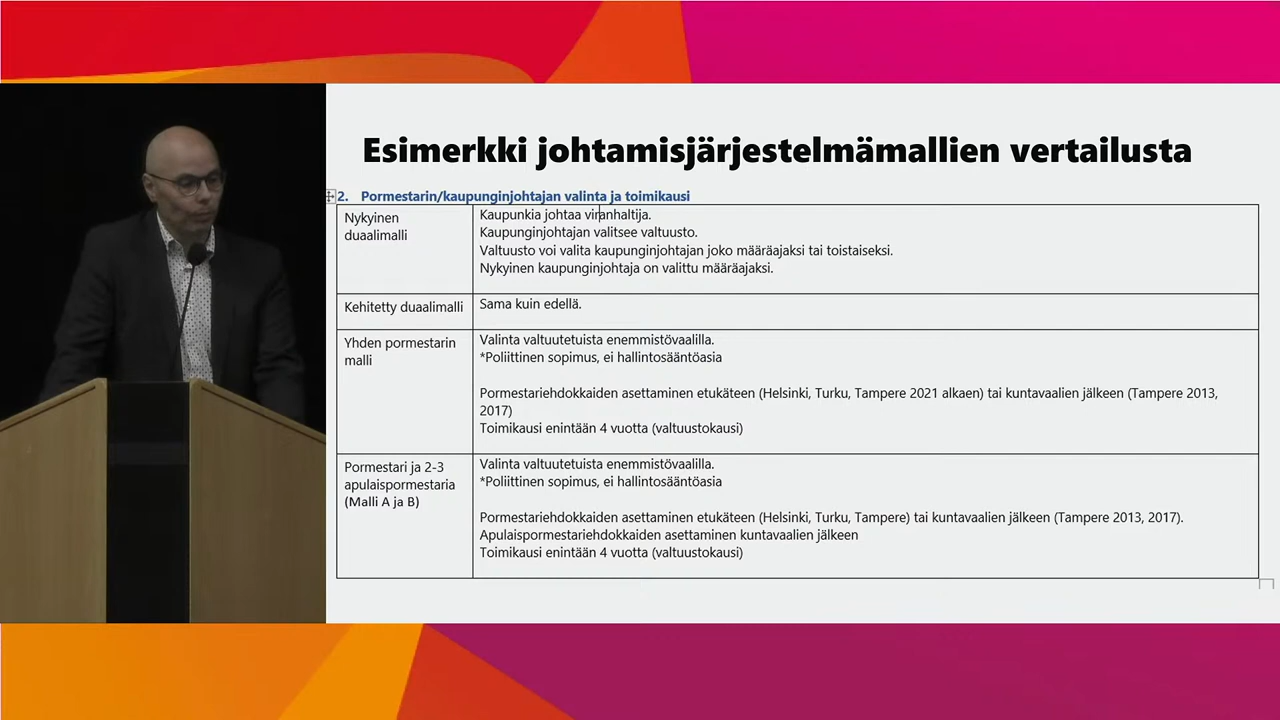 Esimerkki johtamisjärjestelmämallien vertailusta
2. Pormestarin/kaupunginjohtajan valinta ja toimikausi
Nykyinen
duaalimalli
Kaupunkia johtaa viranhaltija.
Kaupunginjohtajan valitsee valtuusto.
Valtuusto voi valita kaupunginjohtajan joko määräajaksi tai toistaiseksi.
Nykyinen kaupunginjohtaja on valittu määräajaksi.
Kehitetty duaalimalli
Sama kuin edellä.
Yhden pormestarin
malli
Valinta valtuutetuista enemmistövaalilla.
*Poliittinen sopimus, ei hallintosääntöasia
Pormestariehdokkaiden asettaminen etukäteen (Helsinki, Turku, Tampere 2021 alkaen) tai kuntavaalien jälkeen (Tampere 2013,
2017)
Toimikausi enintään 4 vuotta (valtuustokausi)
Pormestari ja 2-3
apulaispormestaria
(Malli A ja B)
Valinta valtuutetuista enemmistövaalilla.
*Poliittinen sopimus, ei hallintosääntöasia
Pormestariehdokkaiden asettaminen etukäteen (Helsinki, Turku, Tampere) tai kuntavaalien jälkeen (Tampere 2013, 2017).
Apulaispormestariehdokkaiden asettaminen kuntavaalien jälkeen
Toimikausi enintään 4 vuotta (valtuustokausi)